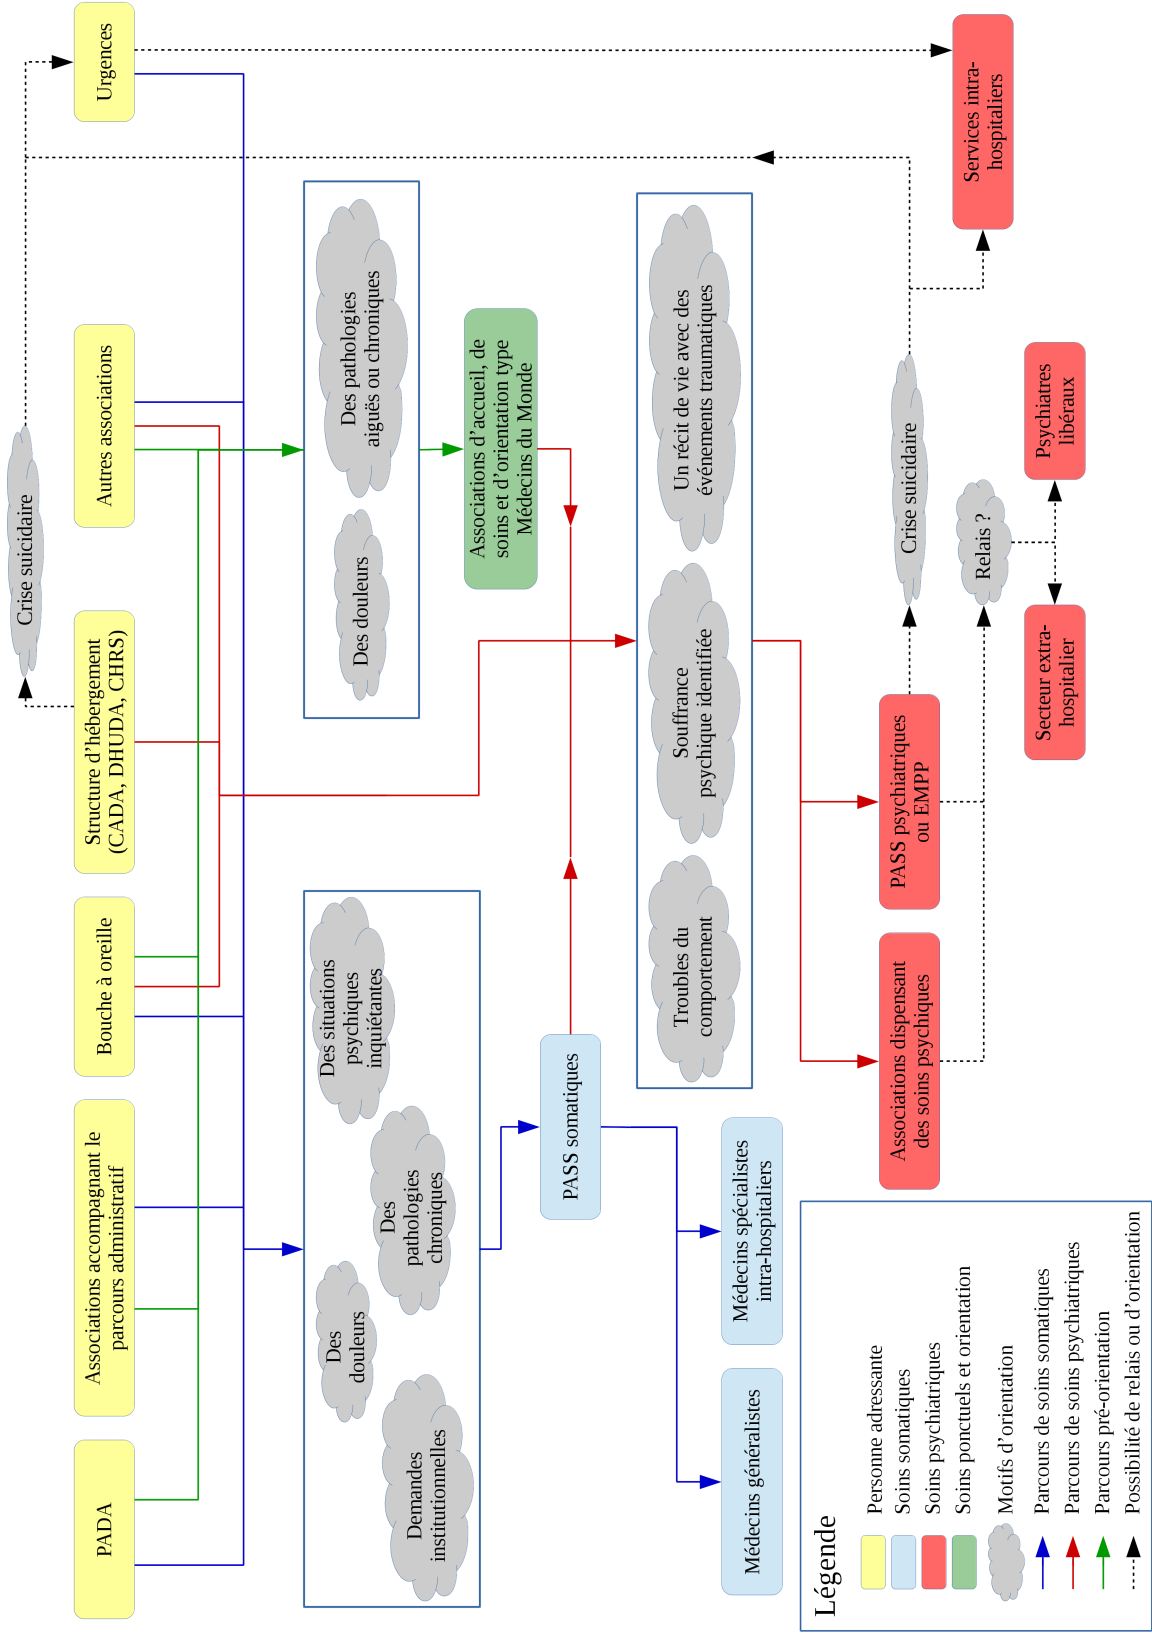 Crise suicidaire
PADA
Associations accompagnant le
parcours administratif
Bouche à oreille
Structure d'hébergement
(CADA, DHUDA, CHRS)
Autres associations
Urgences
Demandes
institutionnelles
Des
douleurs
Des
pathologies
chroniques
Des situations
psychiques
inquiétantes
Des douleurs
Des pathologies
aiguës ou chroniques
Associations d'accueil, de
soins et d'orientation type
Médecins du Monde
PASS somatiques
Troubles du
comportement
Souffrance
psychique identifiée
Un récit de vie avec des
événements traumatiques
Médecins généralistes
Médecins spécialistes
intra-hospitaliers
Associations dispensant
des soins psychiques
PASS psychiatriques
ou EMPP
Crise suicidaire
Relais ?
Services intra-
hospitaliers
Secteur extra-
hospitalier
Psychiatres
libéraux
Légende
Personne adressante
Soins somatiques
Soins psychiatriques
Soins ponctuels et orientation
Motifs d'orientation
Parcours de soins somatiques
Parcours de soins psychiatriques
Parcours pré-orientation
Possibilité de relais ou d'orientation